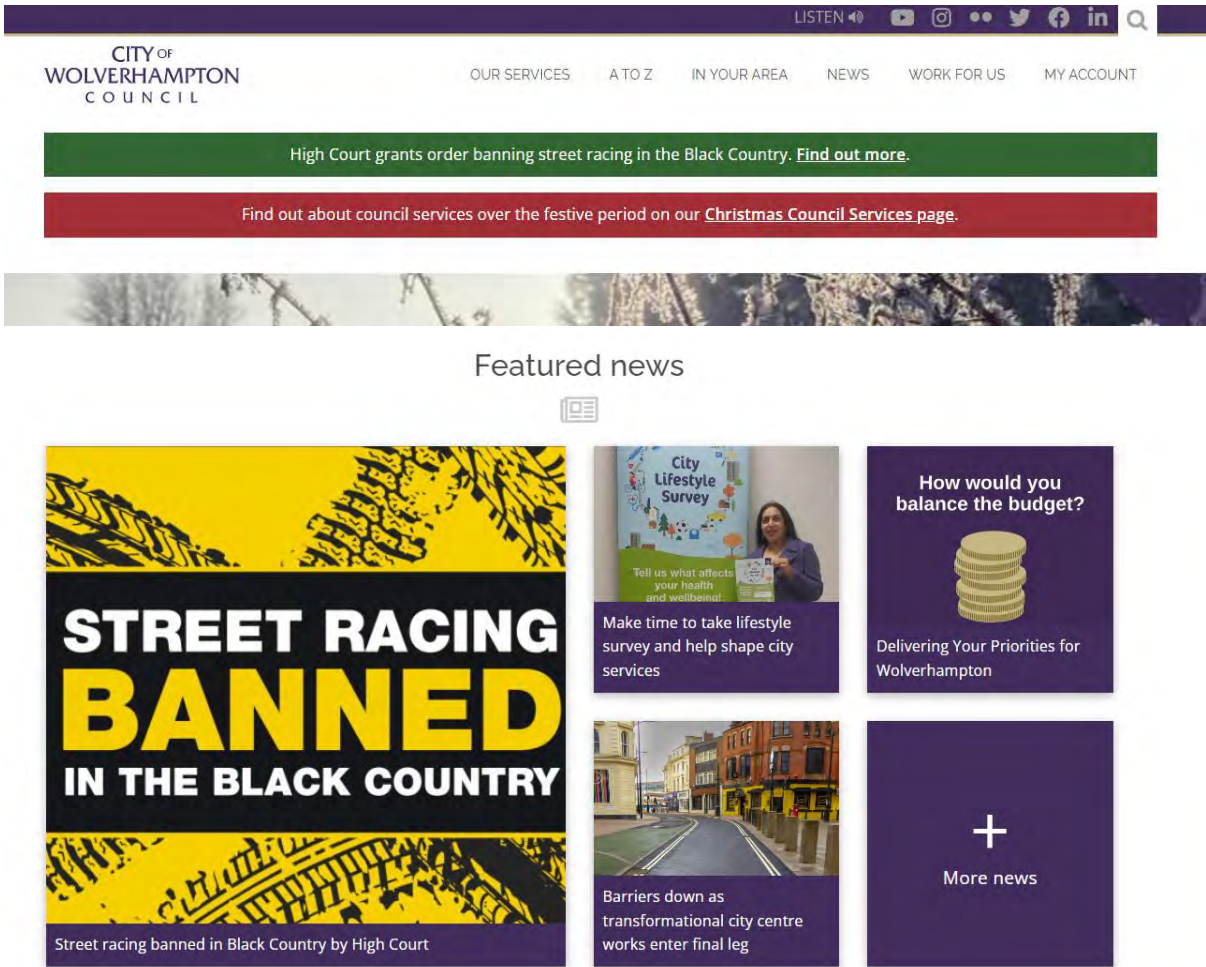 LISTEN
CITY OF
WOLVERHAMPTON
COUNCIL
OUR SERVICES A TO Z IN YOUR AREA NEWS WORK FOR US MY ACCOUNT
High Court grants order banning street racing in the Black Country. Find out more.
Find out about council services over the festive period on our Christmas Council Services page.
Featured news
STREET RACING
BANNED
IN THE BLACK COUNTRY
Street racing banned in Black Country by High Court
City
Lifestyle
Survey
Tell us what affects
your health
and wellbeing!
Make time to take lifestyle
survey and help shape city
services
How would you
balance the budget?
Delivering Your Priorities for
Wolverhampton
Barriers down as
transformational city centre
works enter final leg
More news